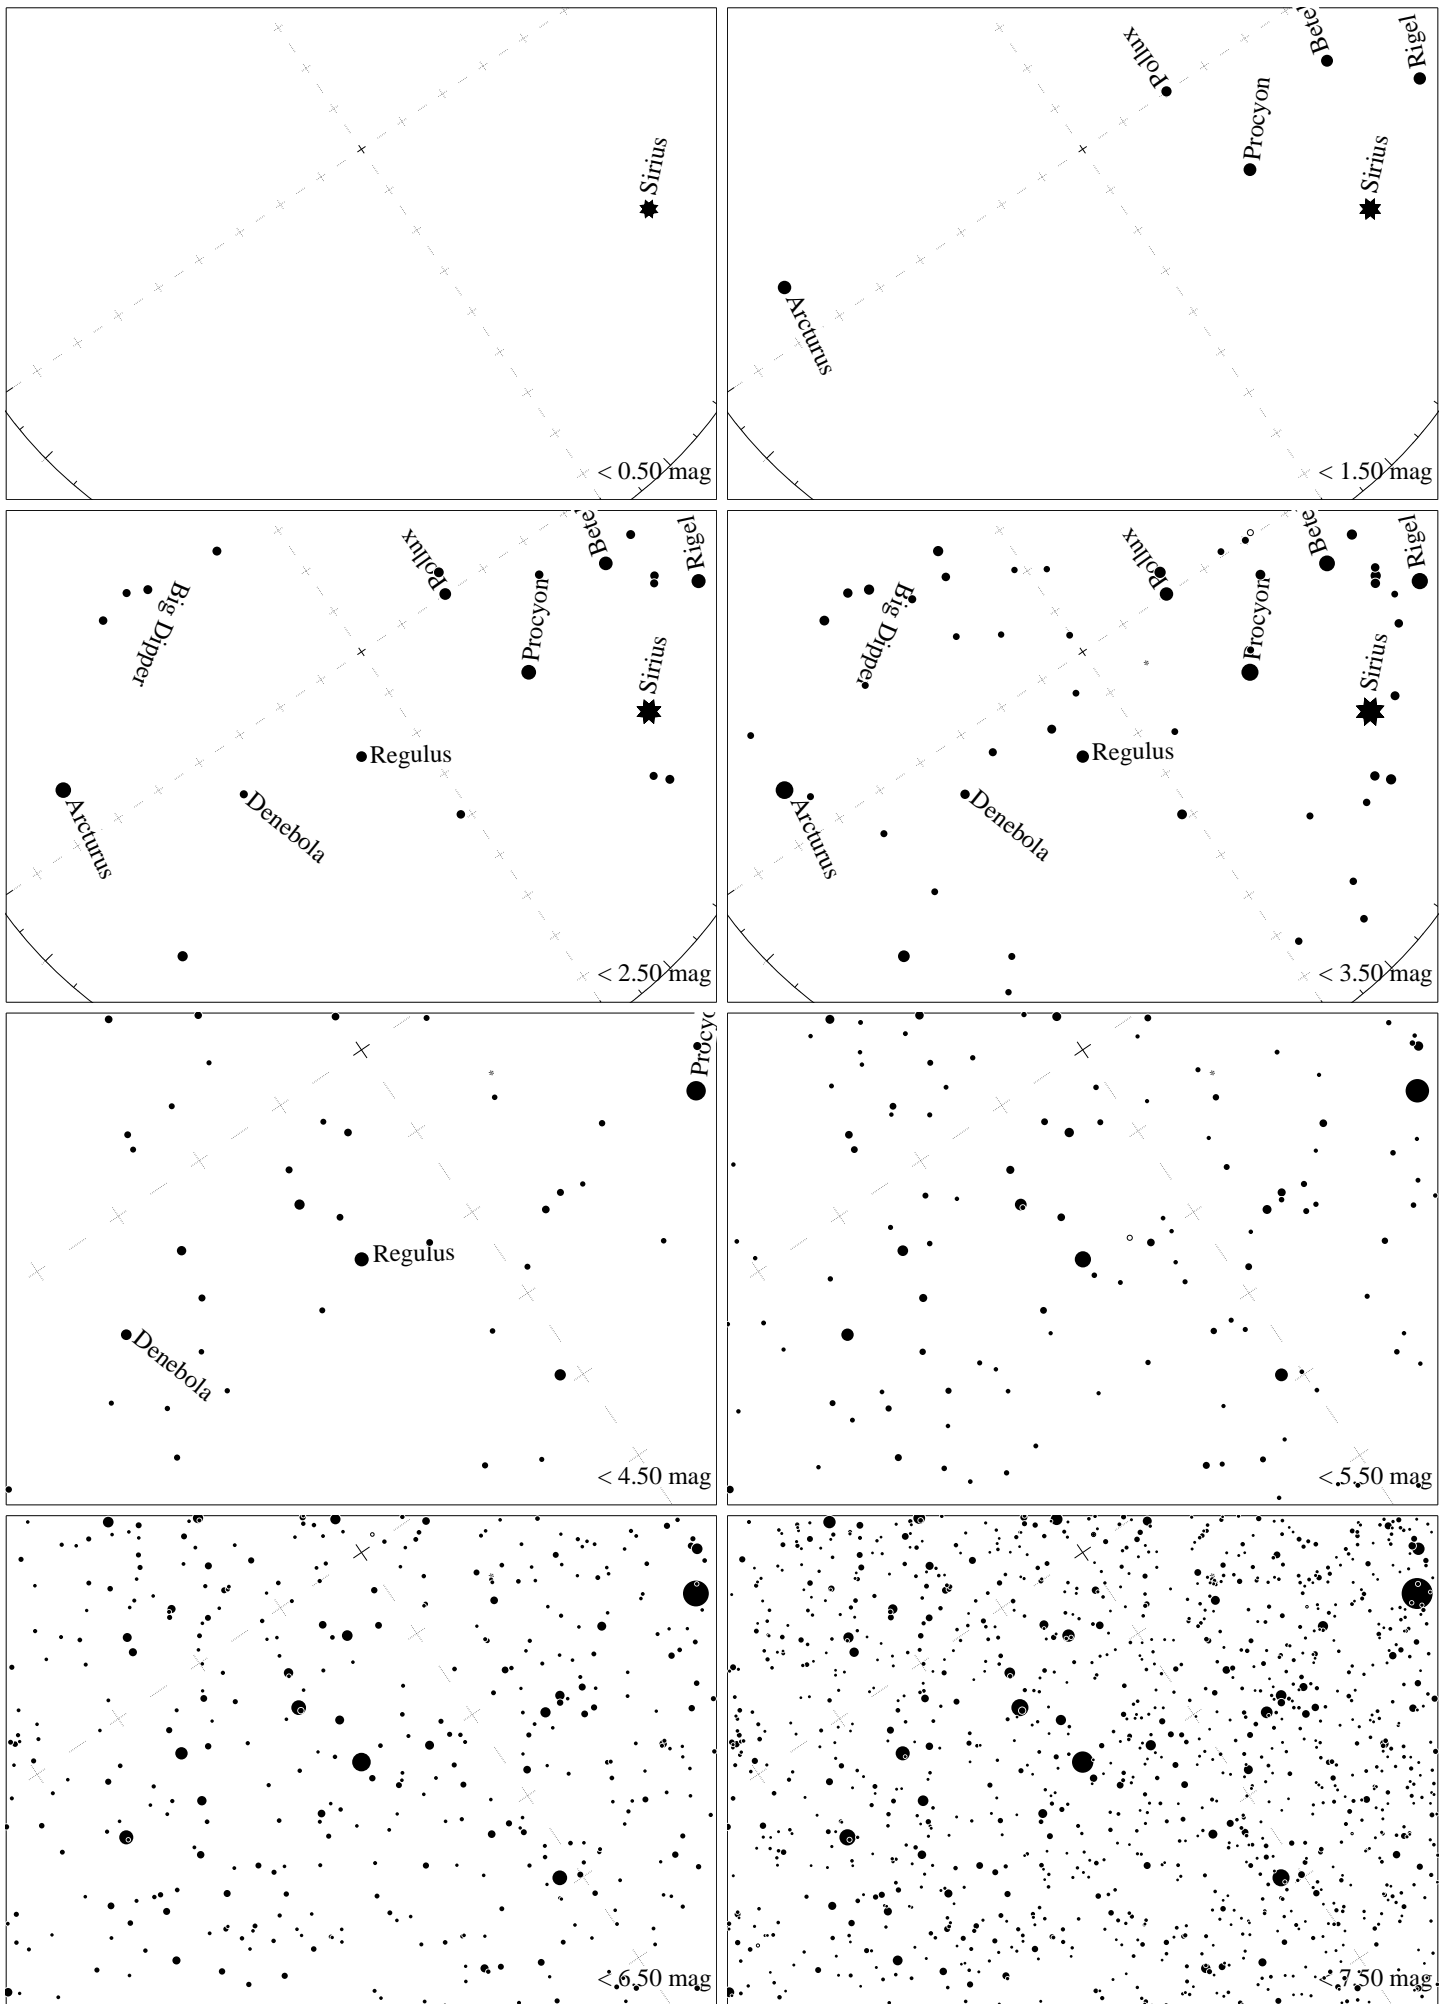 Sirius
< 0.50 mag
Pollux
Bete
Rigel
Procyon
Sirius
Arcturus
< 1.50 mag
Big Dipper
Pollux
Bete
Rigel
Procyon
Sirius
Regulus
Denebola
Arcturus
< 2.50 mag
Big Dipper
Pollux
Bete
Rigel
Procyon
Sirius
Regulus
Denebola
Arcturus
< 3.50 mag
Procyo
Regulus
Denebola
< 4.50 mag
< 5.50 mag
< 6.50 mag
< 7.50 mag